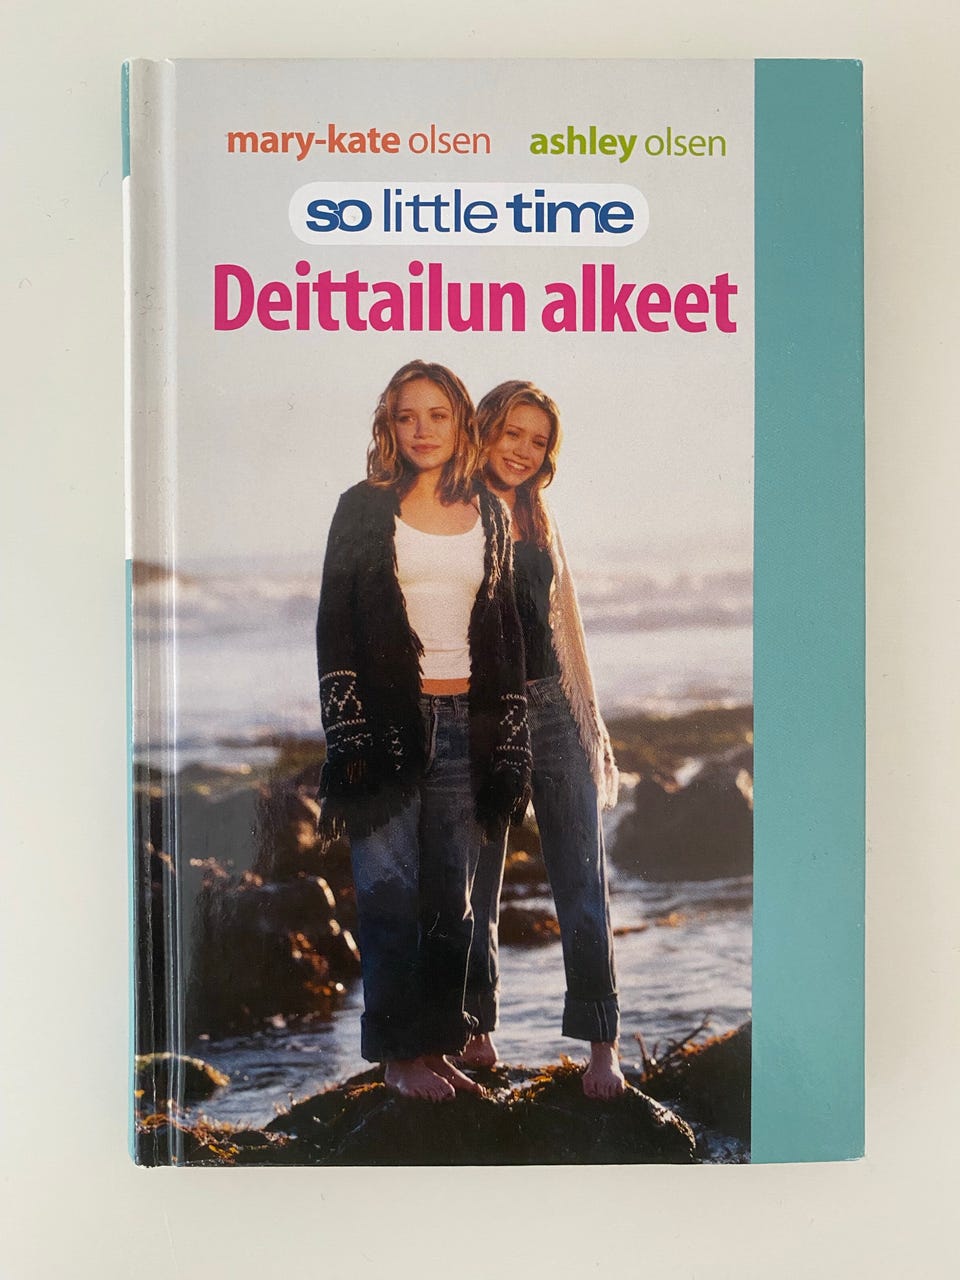 mary-kate olsen ashley olsen
so little time
Deittailun alkeet